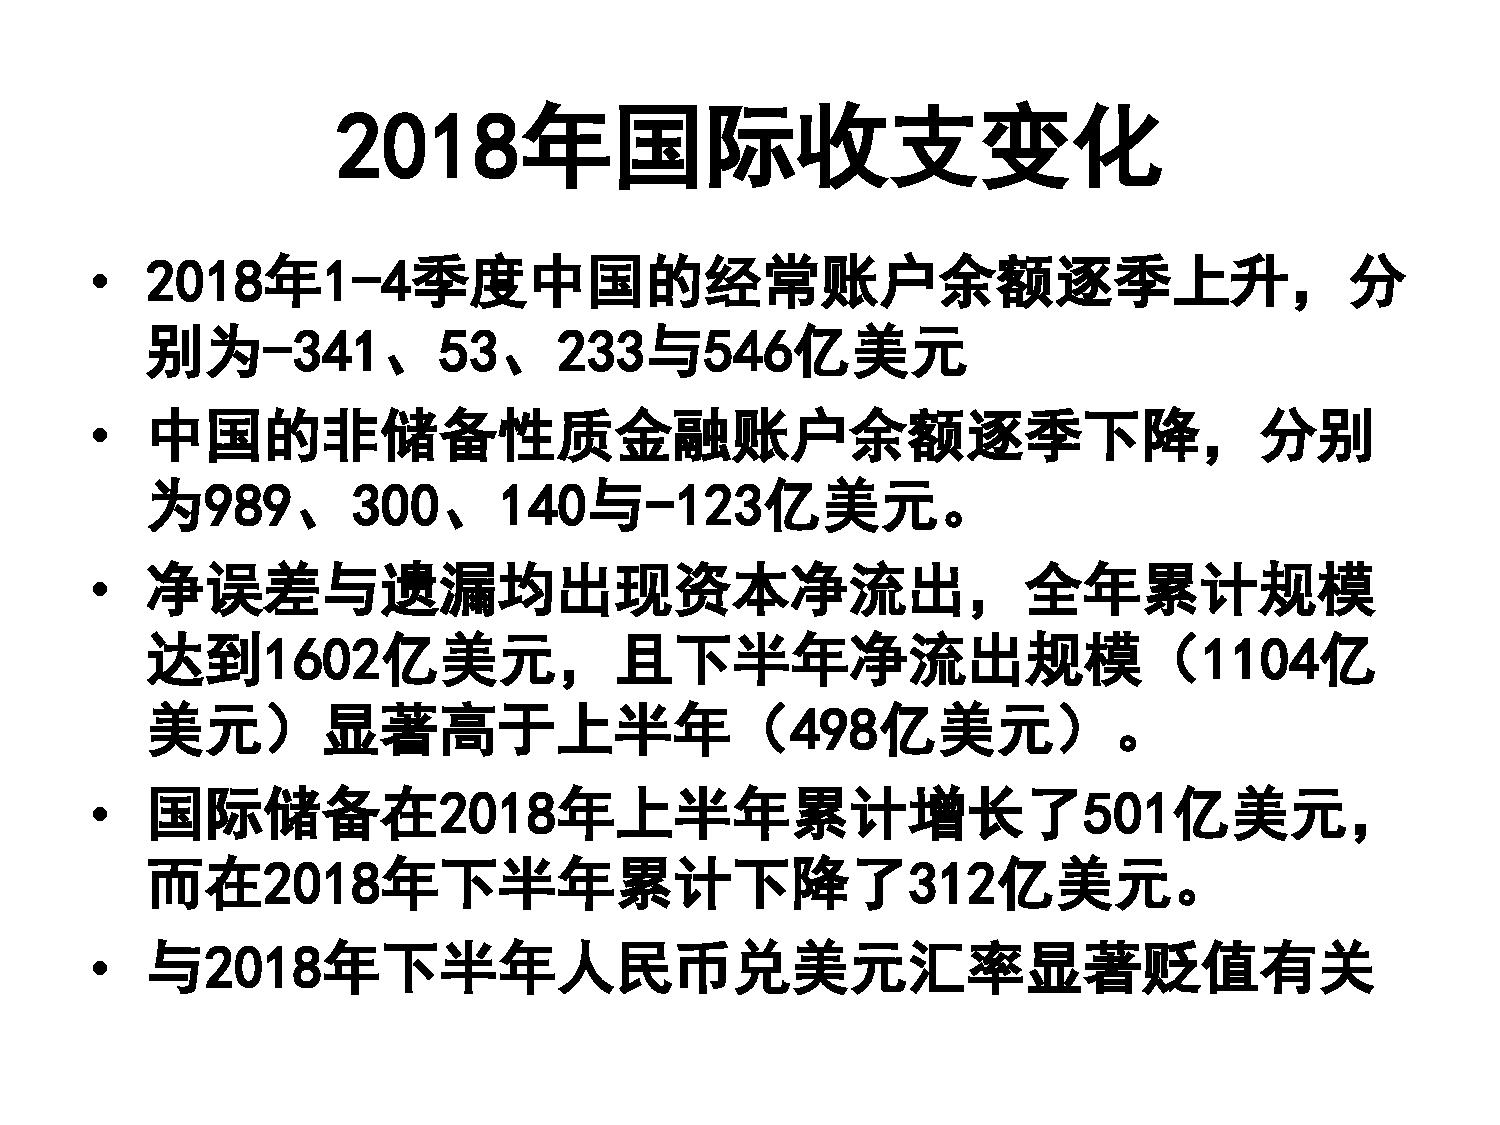 2018年国际收支变化
• 2018年1-4季度中国的经常账户余额逐季上升，分
别为-341、53、233与546亿美元
• 中国的非储备性质金融账户余额逐季下降，分别
为989、300、140与-123亿美元。
• 净误差与遗漏均出现资本净流出，全年累计规模
达到1602亿美元，且下半年净流出规模（1104亿
美元）显著高于上半年（498亿美元）。
• 国际储备在2018年上半年累计增长了501亿美元，
而在2018年下半年累计下降了312亿美元。
• 与2018年下半年人民币兑美元汇率显著贬值有关